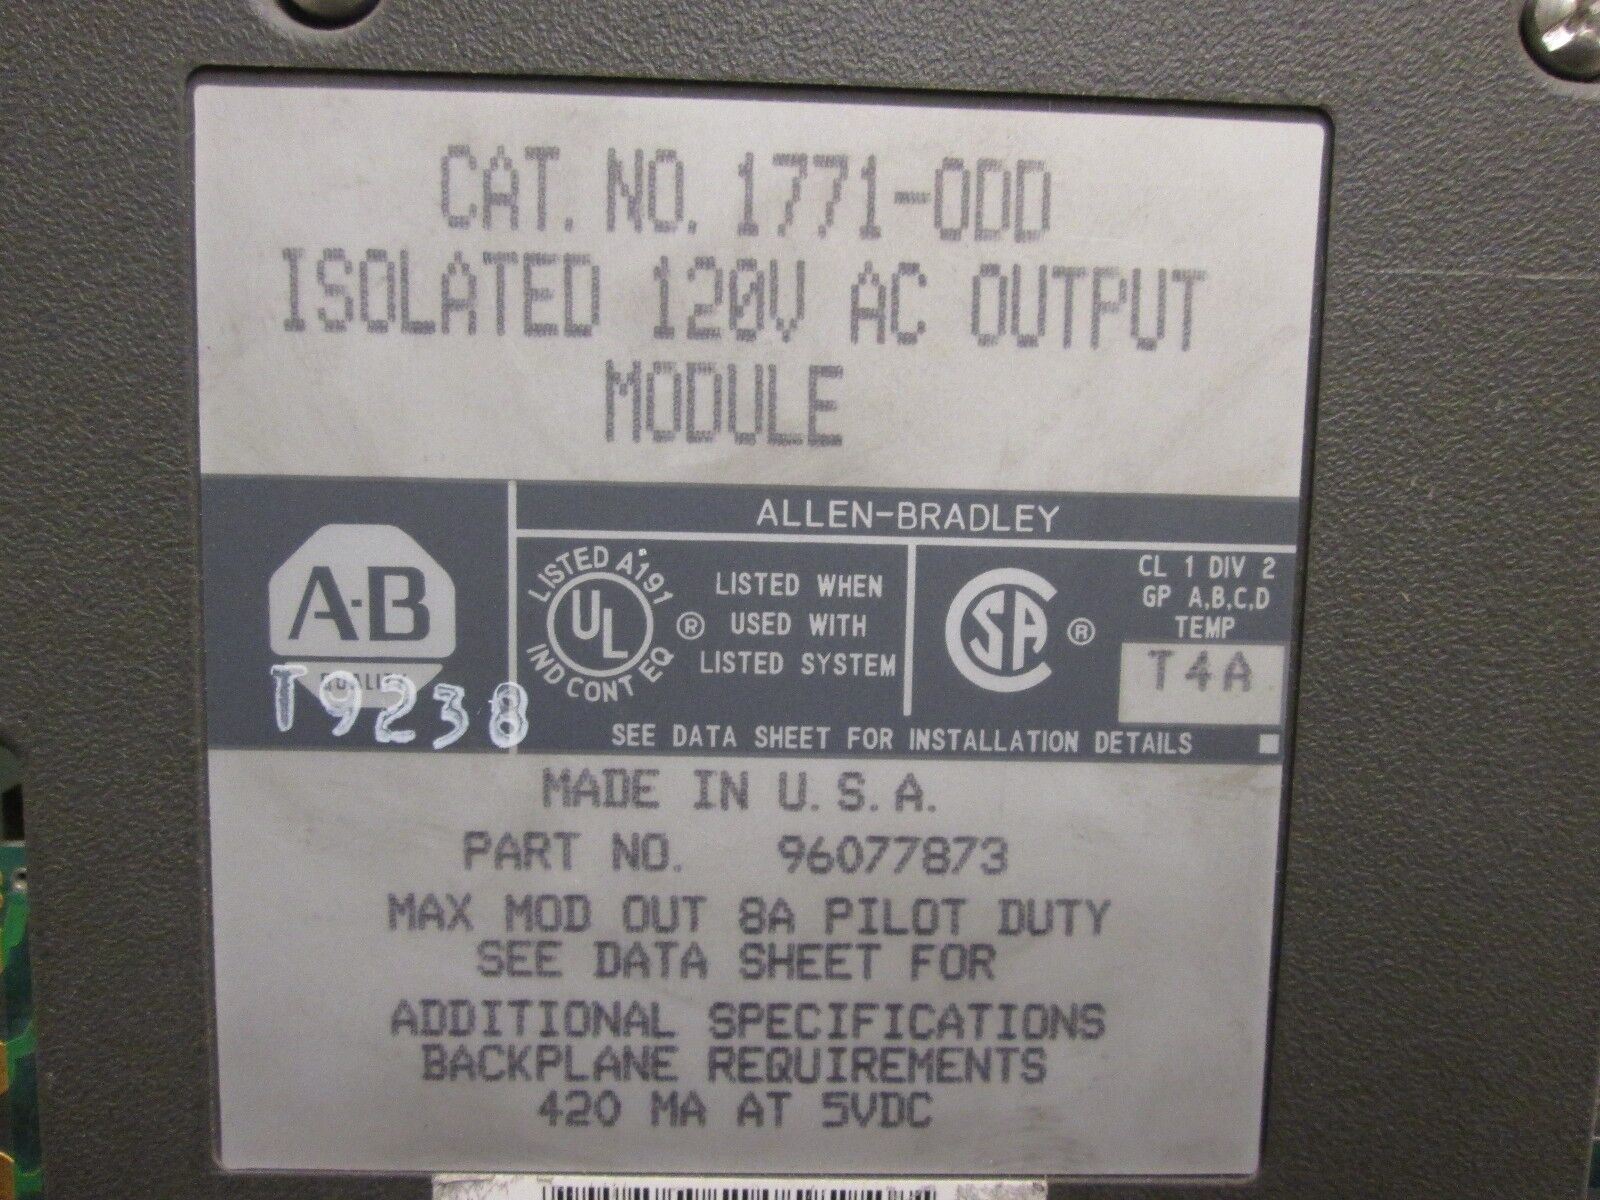 CAT. NO. 1771-ODD
ISOLATED 120V AC OUTPUT
MODULE
ALLEN-BRADLEY
A-B
QUALITY
T9238
LISTED A191
UL ®
IND CONT EQ
LISTED WHEN
USED WITH
LISTED SYSTEM
SA ®
CL 1 DIV 2
GP A,B,C,D
TEMP
T4A
SEE DATA SHEET FOR INSTALLATION DETAILS
MADE IN U.S.A.
PART NO. 96077873
MAX MOD OUT 8A PILOT DUTY
SEE DATA SHEET FOR
ADDITIONAL SPECIFICATIONS
BACKPLANE REQUIREMENTS
420 MA AT 5VDC